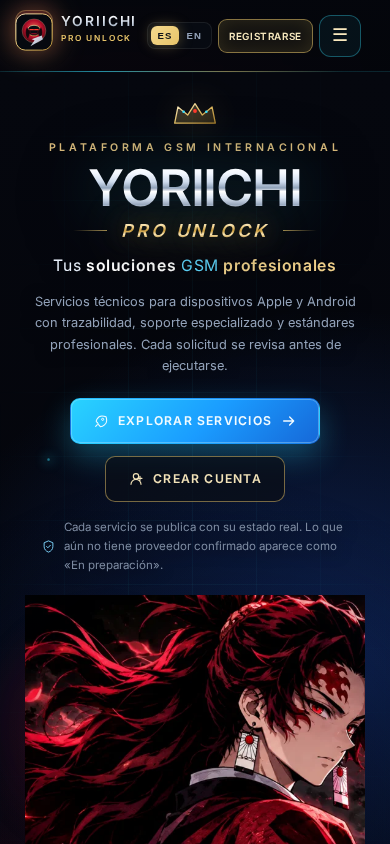 YORIICHI
PRO UNLOCK
ES EN
REGISTRARSE
PLATAFORMA GSM INTERNACIONAL
YORIICHI
PRO UNLOCK
Tus soluciones GSM profesionales
Servicios técnicos para dispositivos Apple y Android
con trazabilidad, soporte especializado y estándares
profesionales. Cada solicitud se revisa antes de
ejecutarse.
EXPLORAR SERVICIOS →
CREAR CUENTA
Cada servicio se publica con su estado real. Lo que
aún no tiene proveedor confirmado aparece como
«En preparación».